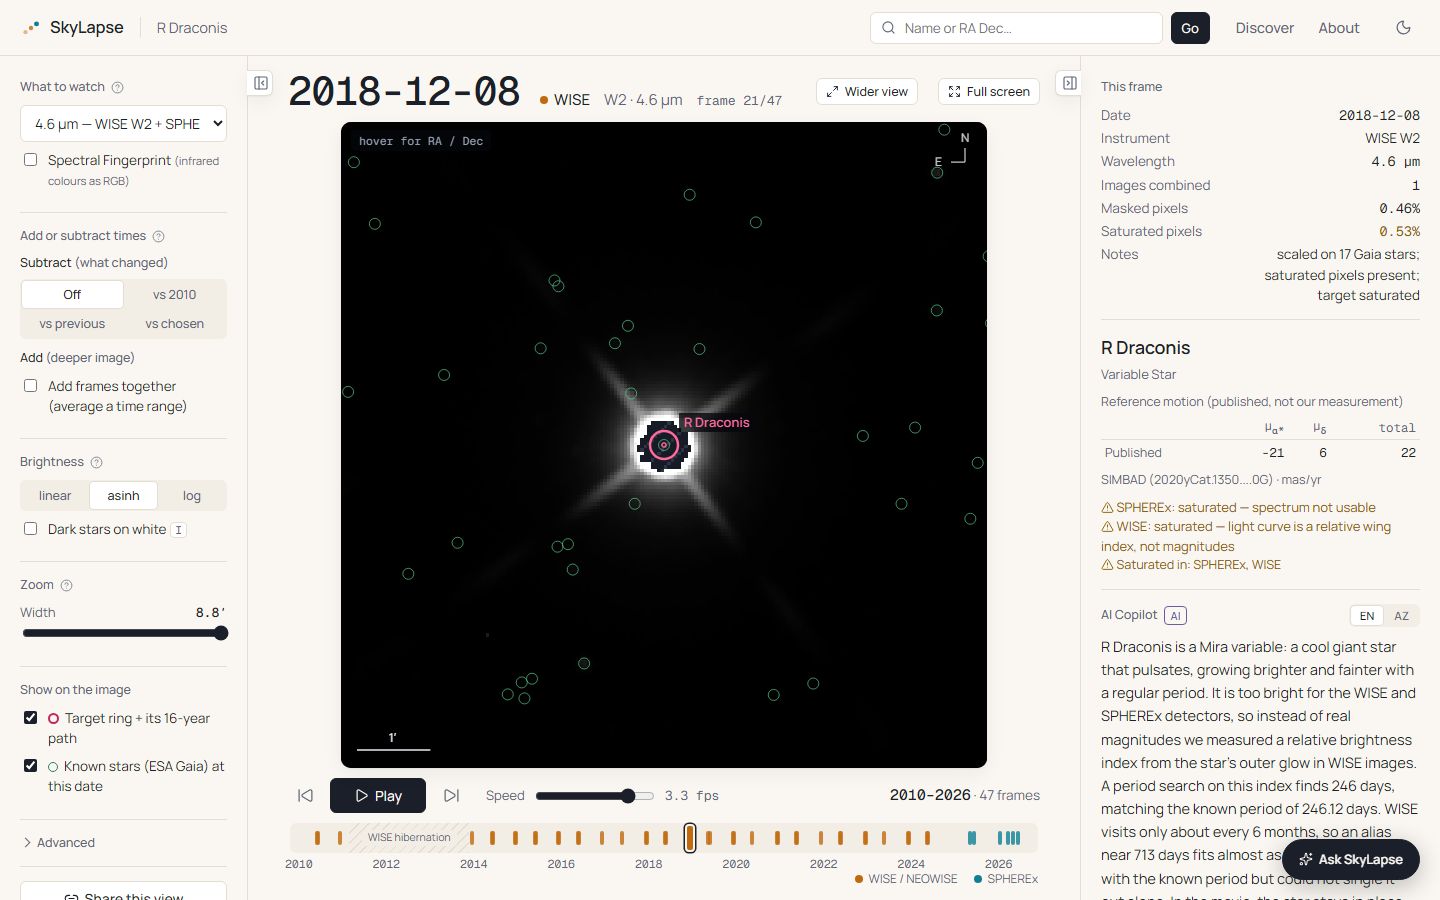 SkyLapse
R Draconis
Name or RA Dec…
Go
Discover
About
What to watch
4.6 µm — WISE W2 + SPHE
Spectral Fingerprint (infrared
colours as RGB)
Add or subtract times
Subtract (what changed)
Off
vs 2010
vs previous
vs chosen
Add (deeper image)
Add frames together
(average a time range)
Brightness
linear
asinh
log
Dark stars on white I
Zoom
Width 8.8′
Show on the image
Target ring + its 16-year
path
Known stars (ESA Gaia) at
this date
Advanced
Share this view
2018-12-08
WISE W2 · 4.6 µm frame 21/47
Wider view
Full screen
hover for RA / Dec
N
E
R Draconis
1′
Play
Speed 3.3 fps
2010–2026 · 47 frames
WISE hibernation
2010 2012 2014 2016 2018 2020 2022 2024 2026
WISE / NEOWISE SPHEREx
This frame
Date 2018-12-08
Instrument WISE W2
Wavelength 4.6 µm
Images combined 1
Masked pixels 0.46%
Saturated pixels 0.53%
Notes scaled on 17 Gaia stars;
saturated pixels present;
target saturated
R Draconis
Variable Star
Reference motion (published, not our measurement)
µα* µδ total
Published -21 6 22
SIMBAD (2020yCat.1350....0G) · mas/yr
SPHEREx: saturated — spectrum not usable
WISE: saturated — light curve is a relative wing
index, not magnitudes
Saturated in: SPHEREx, WISE
AI Copilot AI
EN AZ
R Draconis is a Mira variable: a cool giant star
that pulsates, growing brighter and fainter with
a regular period. It is too bright for the WISE and
SPHEREx detectors, so instead of real
magnitudes we measured a relative brightness
index from the star's outer glow in WISE images.
A period search on this index finds 246 days,
matching the known period of 246.12 days. WISE
visits only about every 6 months, so an alias
near 713 days fits almost as
with the known period but could not single it
Ask SkyLapse